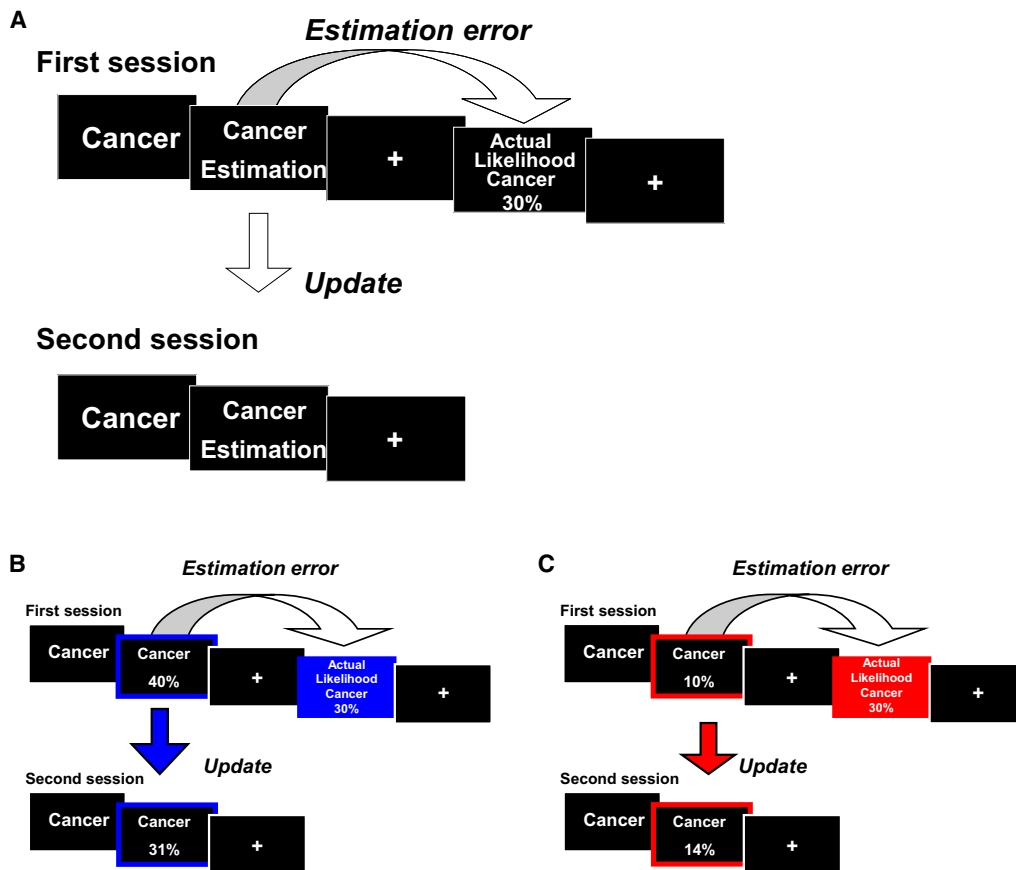 A
Estimation error
First session
Cancer
Cancer
Estimation
+
Actual
Likelihood
Cancer
30%
+
Update
Second session
Cancer
Cancer
Estimation
+
B
Estimation error
First session
Cancer
Cancer
40%
+
Actual
Likelihood
Cancer
30%
+
Update
Second session
Cancer
Cancer
31%
+
C
Estimation error
First session
Cancer
Cancer
10%
+
Actual
Likelihood
Cancer
30%
+
Update
Second session
Cancer
Cancer
14%
+